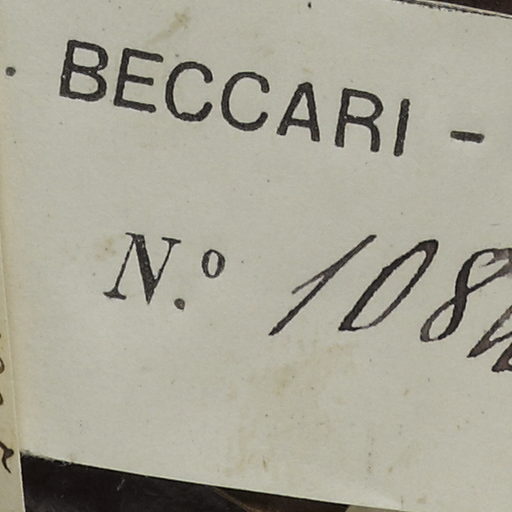 . BECCARI -
N.º 108